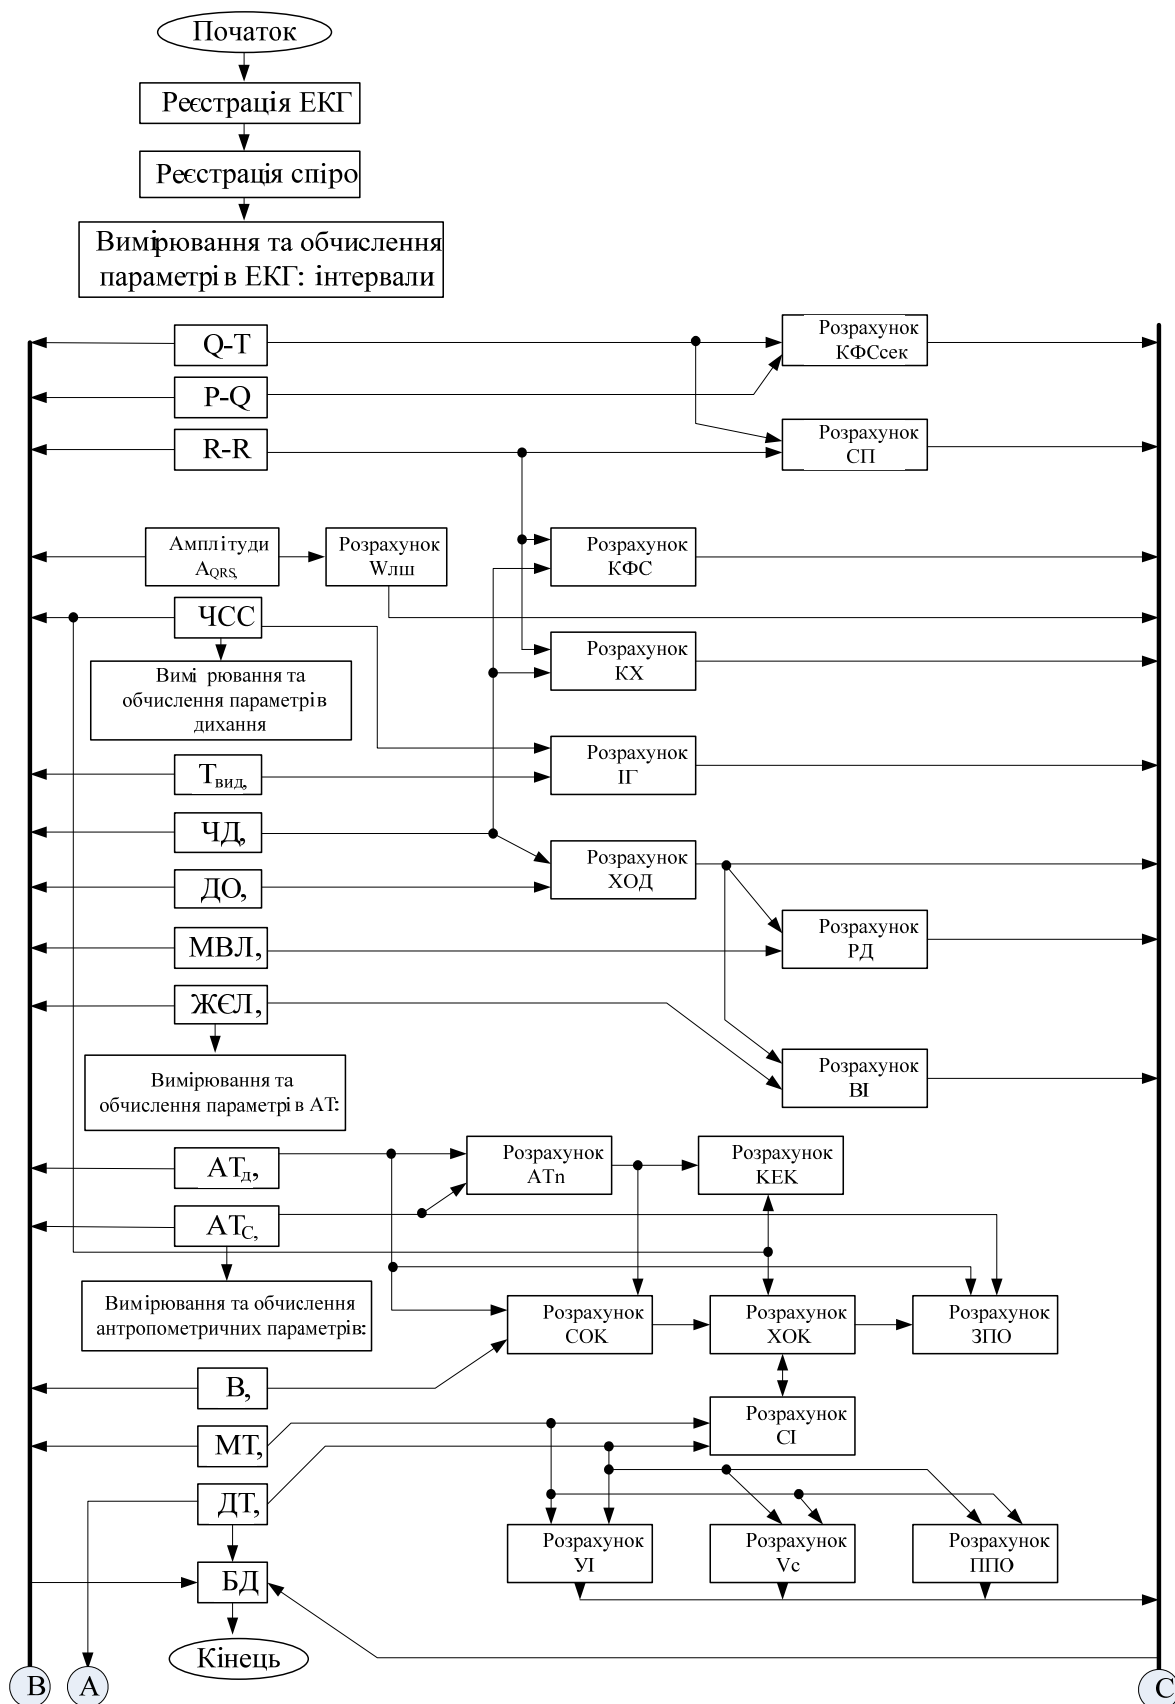 Початок
Реєстрація ЕКГ
Реєстрація спіро
Вимірювання та обчислення
параметрів ЕКГ: інтервали
Q-T
Розрахунок
КФСсек
P-Q
R-R
Розрахунок
СП
Амплітуди
AQRS,
Розрахунок
Wлш
Розрахунок
КФС
ЧСС
Вимі рювання та
обчислення параметрів
дихання
Розрахунок
КХ
Твид,
Розрахунок
ІГ
ЧД,
Розрахунок
ХОД
ДО,
МВЛ,
Розрахунок
РД
ЖЄЛ,
Вимірювання та
обчислення параметрів АТ:
Розрахунок
ВІ
АТд,
Розрахунок
АТп
Розрахунок
КЕК
АТС,
Вимірювання та обчислення
антропометричних параметрів:
Розрахунок
СОК
Розрахунок
ХОК
Розрахунок
ЗПО
В,
МТ,
Розрахунок
СІ
ДТ,
Розрахунок
УІ
Розрахунок
Vc
Розрахунок
ППО
БД
Кінець
В
А
С